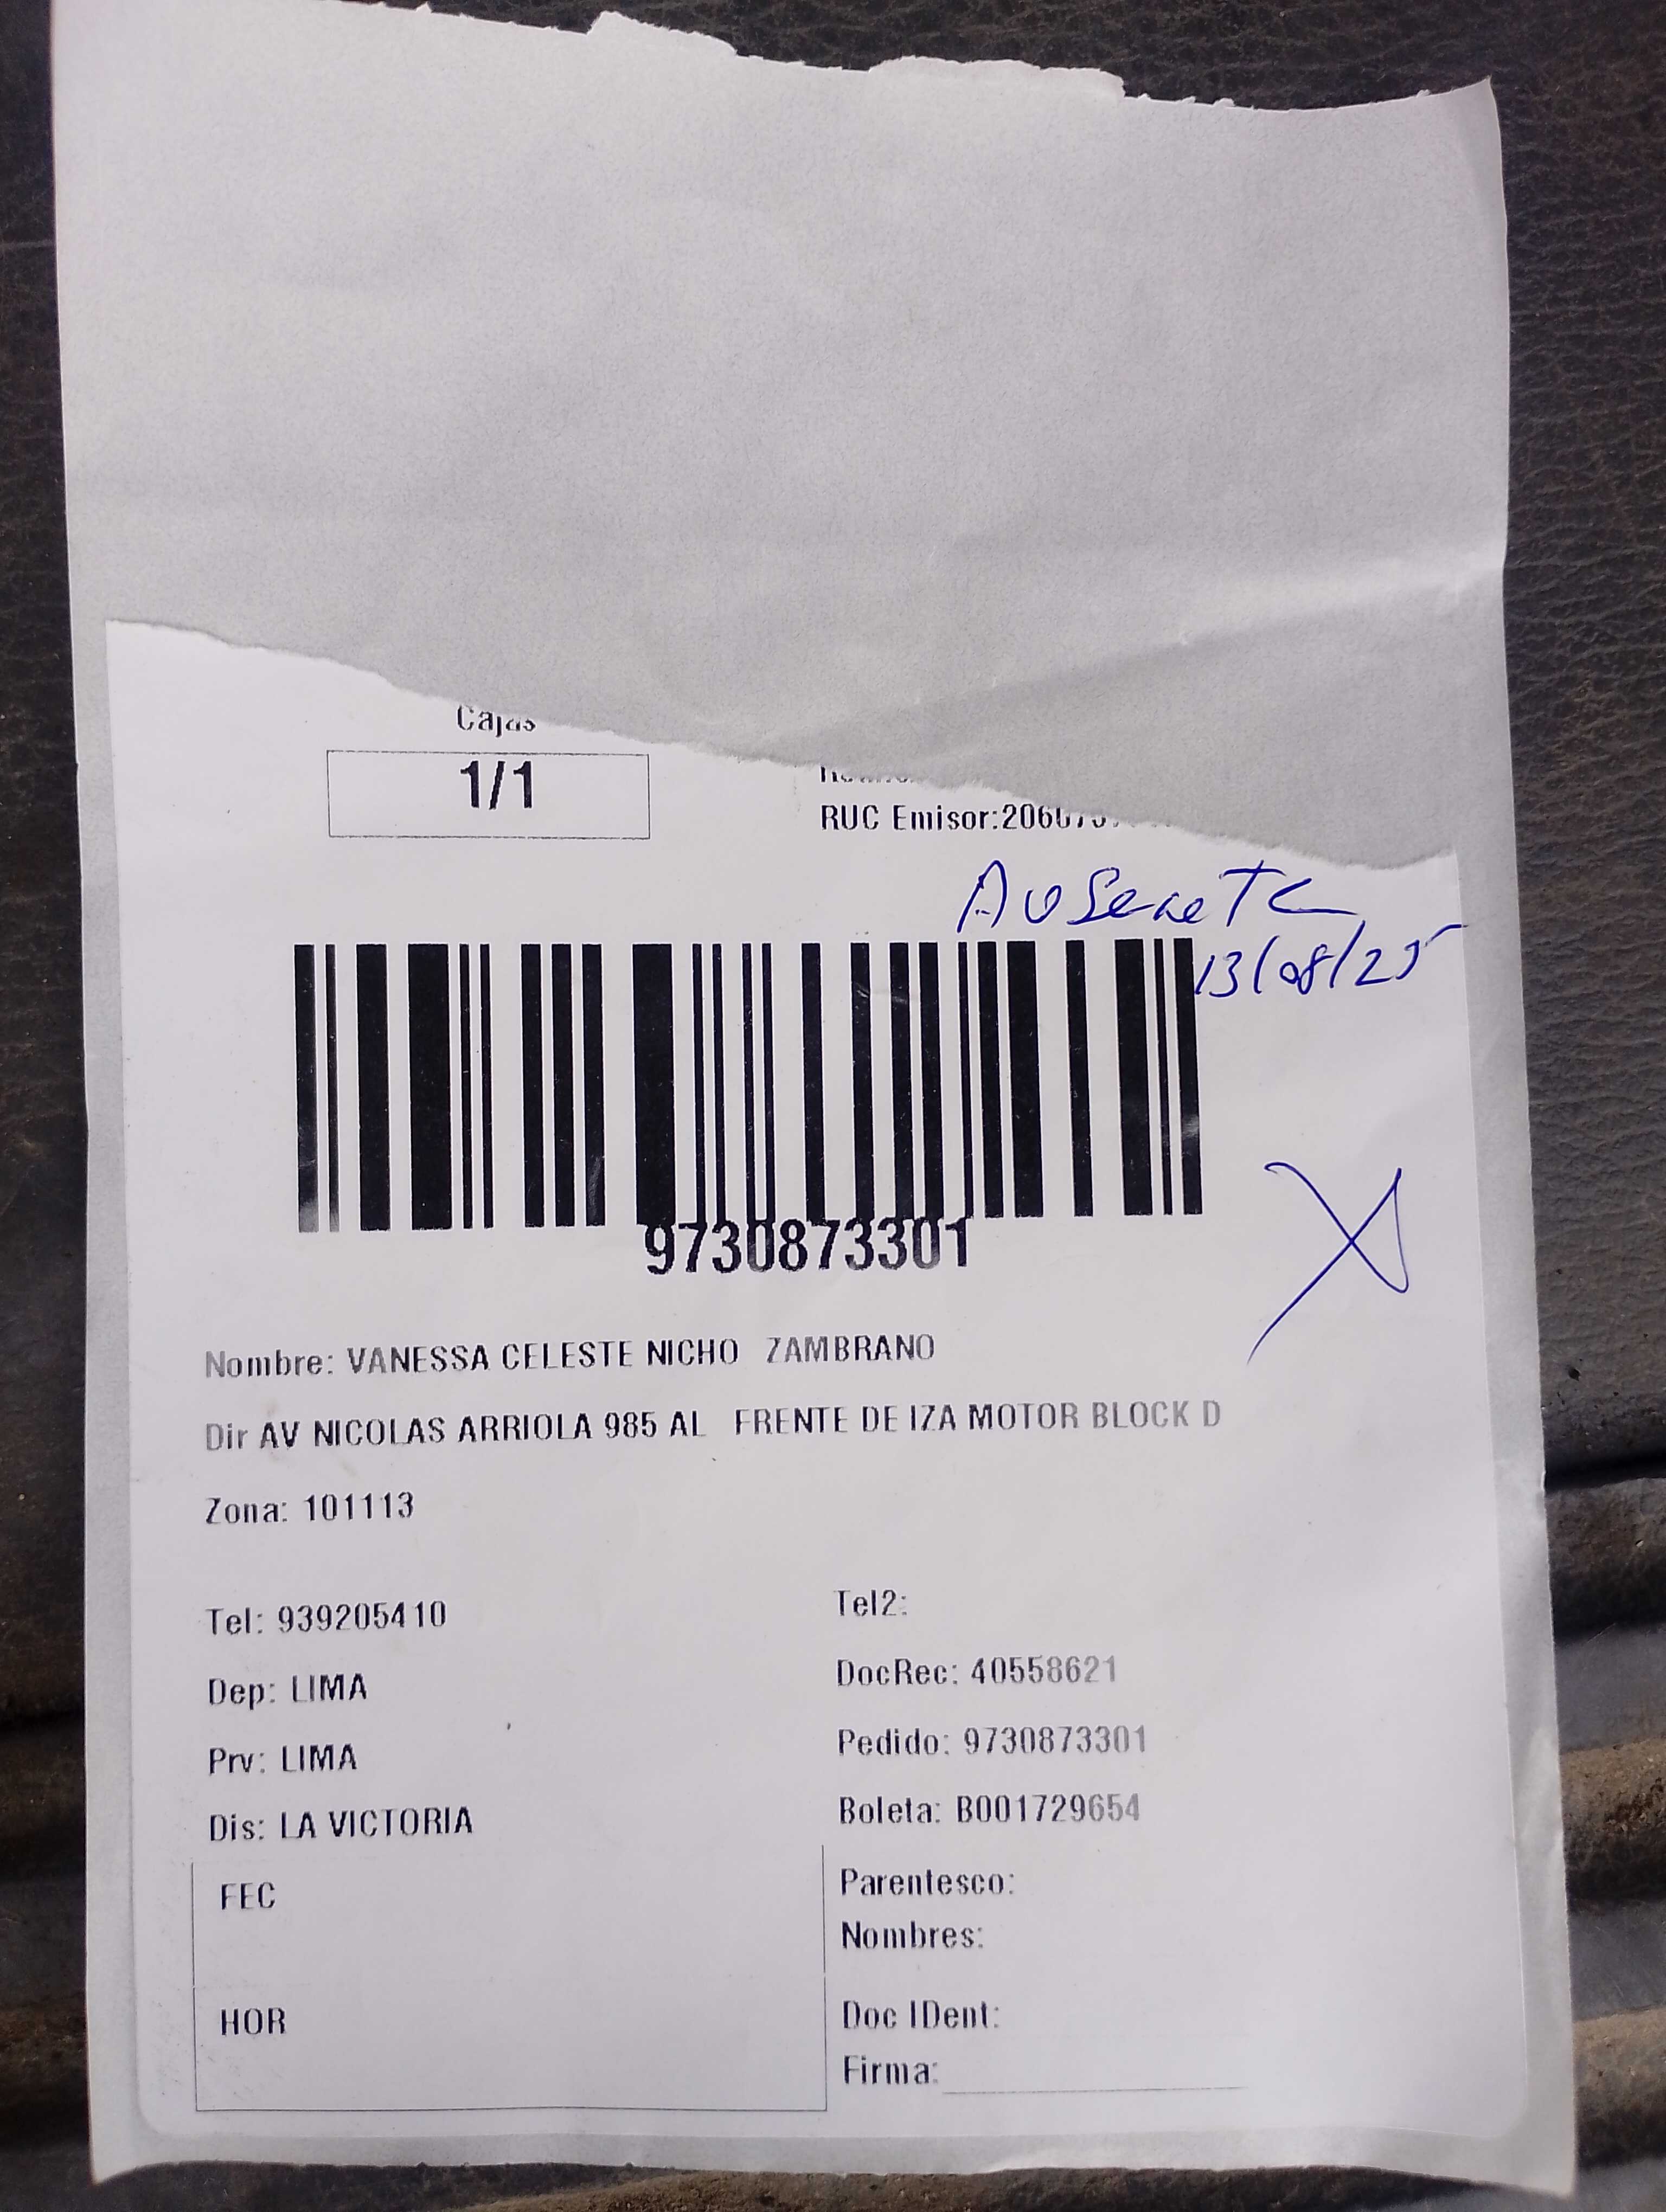 Cajas
1/1
RUC Emisor:20607
Ausente
13/08/25
9730873301
Nombre: VANESSA CELESTE NICHO ZAMBRANO
Dir AV NICOLAS ARRIOLA 985 AL FRENTE DE IZA MOTOR BLOCK D
Zona: 101113
Tel: 939205410
Tel2:
Dep: LIMA
DocRec: 40558621
Prv: LIMA
Pedido: 9730873301
Dis: LA VICTORIA
Boleta: B001729654
FEC
Parentesco:
Nombres:
HOR
Doc IDent:
Firma: